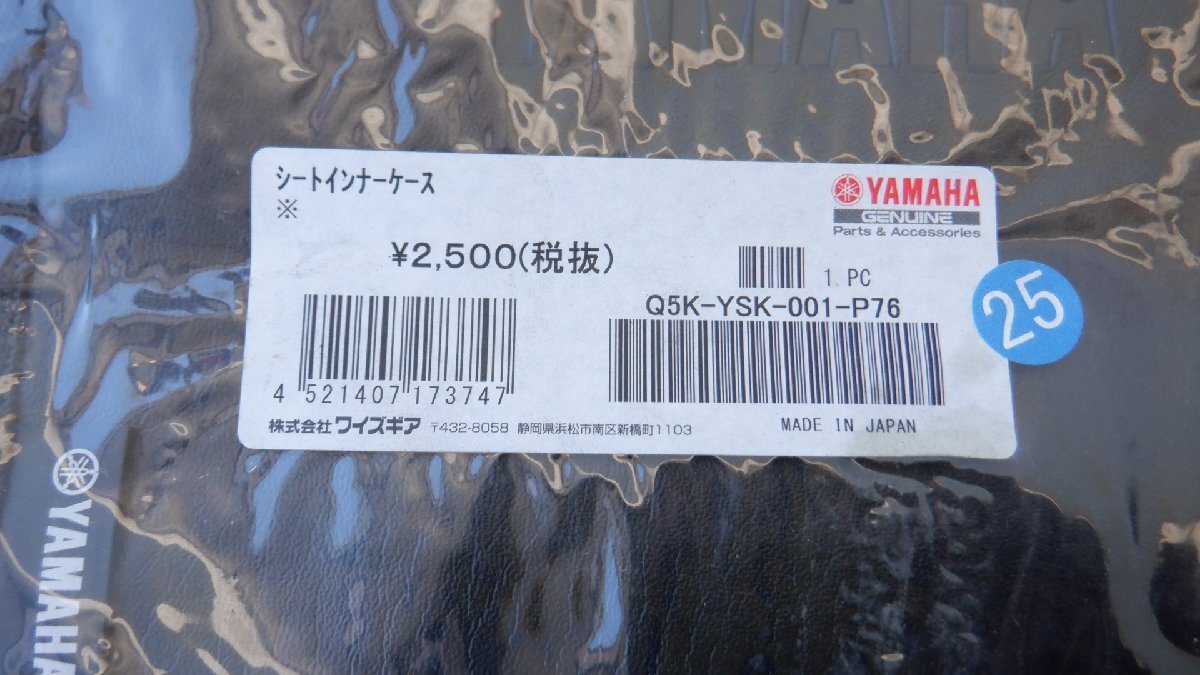 YAMAHA
シートインナーケース
※
YAMAHA
GENUINE
Parts & Accessories
¥2,500(税抜)
1 PC
Q5K-YSK-001-P76
25
4 521407 173747
株式会社 ワイズギア 〒432-8058 静岡県浜松市南区新橋町1103
MADE IN JAPAN
YAMAHA